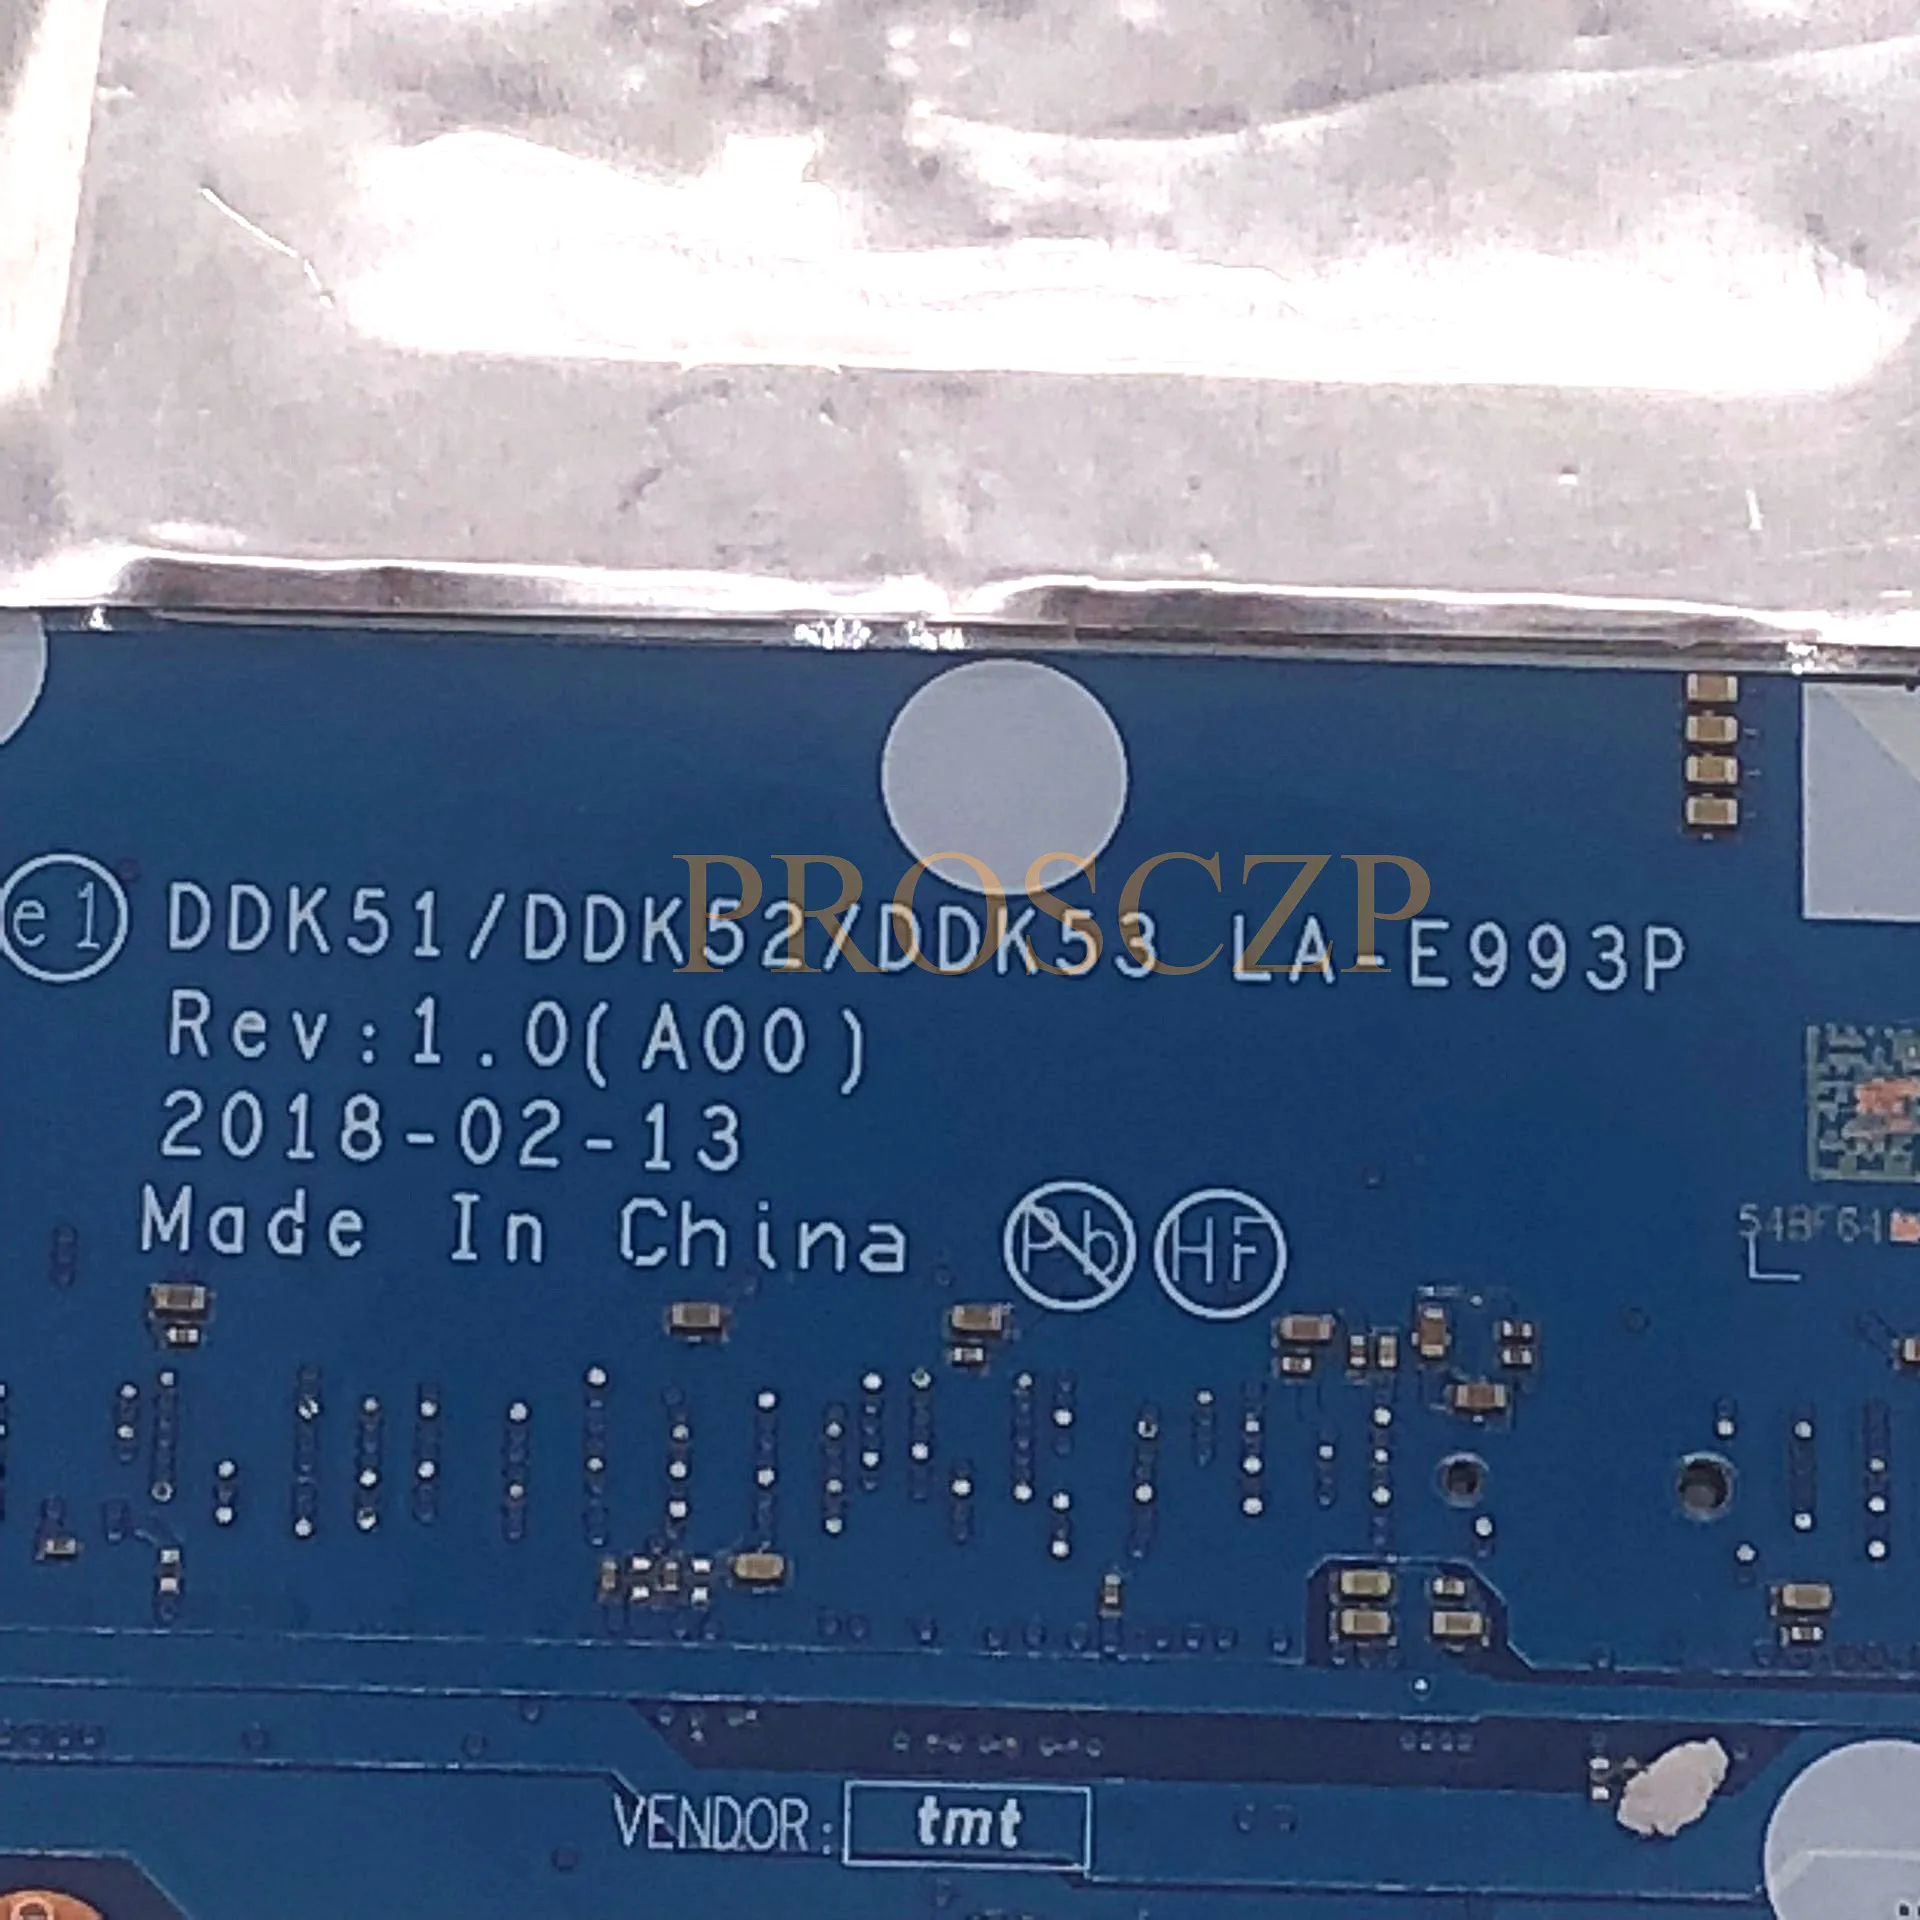 PROSCZP
e1 DDK51/DDK52/DDK53 LA-E993P
Rev:1.0(A00)
2018-02-13
Made In China Pb HF
VENDOR: tmt